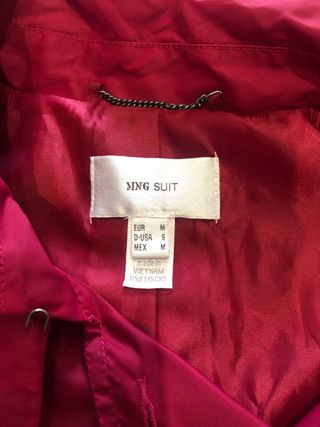 MNG SUIT
EUR M
D-USA S
MEX M
made in
VIETNAM